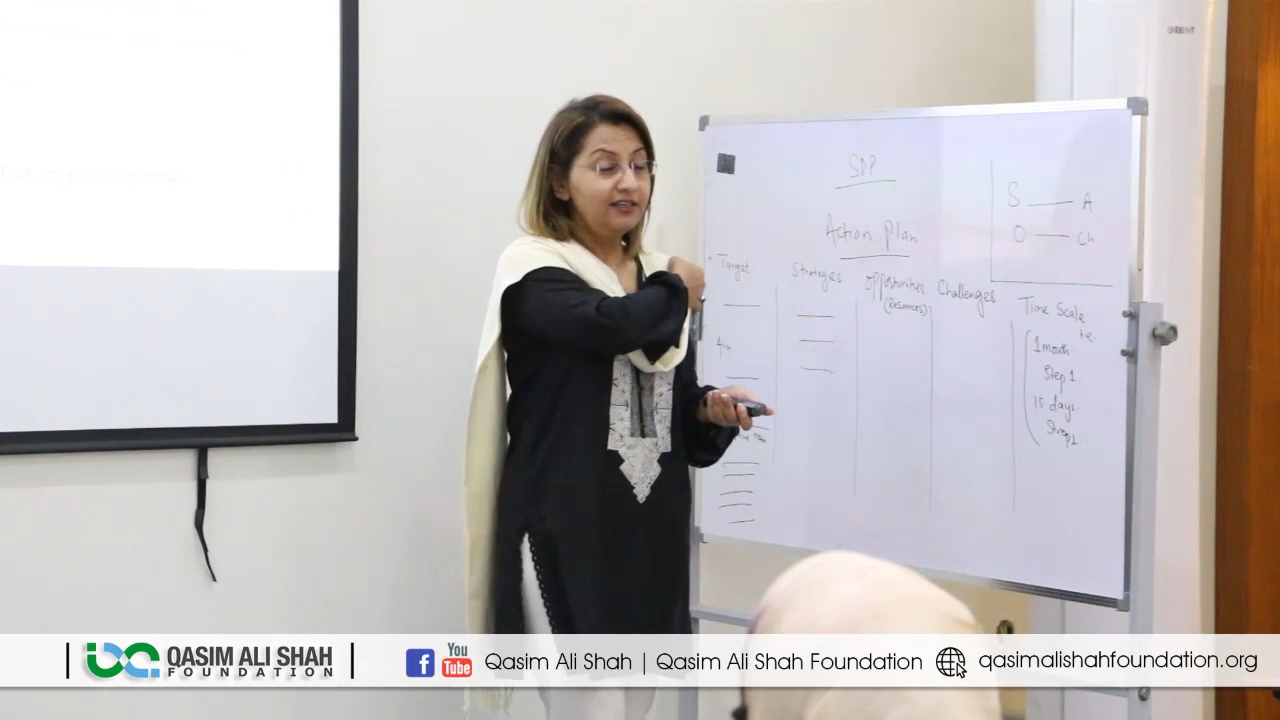 SDP
Action Plan
S — A
O — Ch
Target
Strategies
Opportunities
(Resources)
Challenges
Time Scale
i.e.
1 month
Step 1
15 days
Step 1
QASIM ALI SHAH
FOUNDATION
f
You
Tube
Qasim Ali Shah | Qasim Ali Shah Foundation
qasimalishahfoundation.org